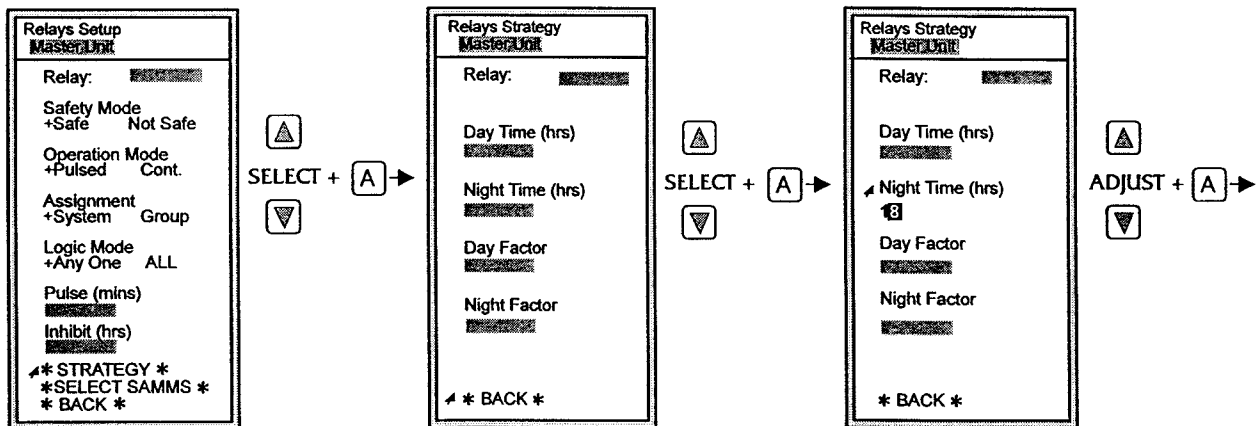 Relays Setup
Master Unit
Relay:
Safety Mode
+Safe Not Safe
Operation Mode
+Pulsed Cont.
Assignment
+System Group
Logic Mode
+Any One ALL
Pulse (mins)
Inhibit (hrs)
* STRATEGY *
*SELECT SAMMS *
* BACK *
SELECT + A
Relays Strategy
Master Unit
Relay:
Day Time (hrs)
Night Time (hrs)
Day Factor
Night Factor
* BACK *
SELECT + A
Relays Strategy
Master Unit
Relay:
Day Time (hrs)
Night Time (hrs)
18
Day Factor
Night Factor
* BACK *
ADJUST + A